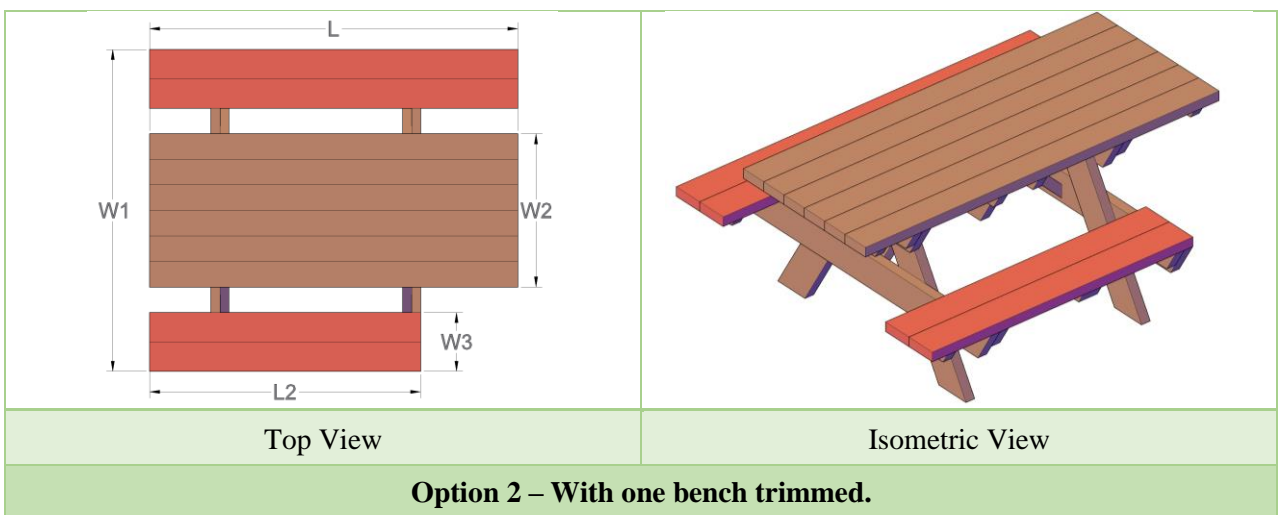 L
W1
W2
W3
L2
Top View
Isometric View
Option 2 – With one bench trimmed.